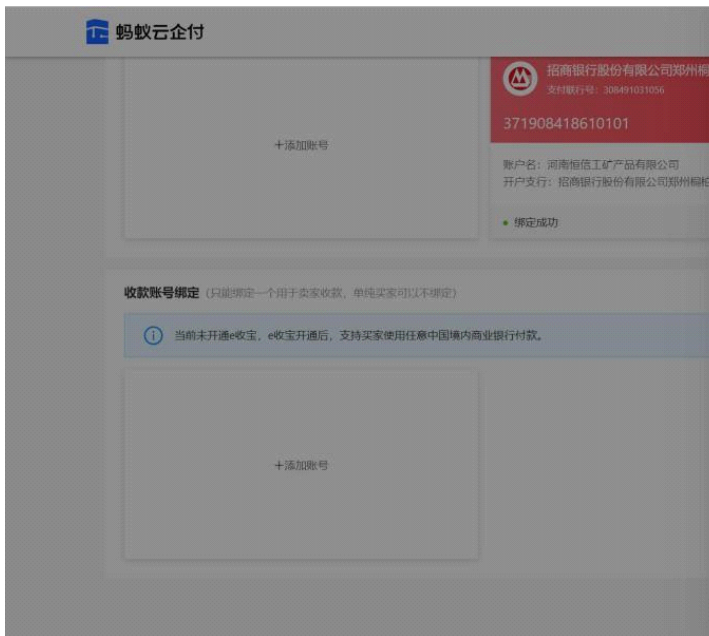 蚂蚁云企付
招商银行股份有限公司郑州桐
支付联行号：308491031056
371908418610101
+添加账号
账户名：河南恒信工矿产品有限公司
开户支行：招商银行股份有限公司郑州桐柏
绑定成功
收款账号绑定（只能绑定一个用于卖家收款，单纯买家可以不绑定）
当前未开通e收宝，e收宝开通后，支持买家使用任意中国境内商业银行付款。
+添加账号